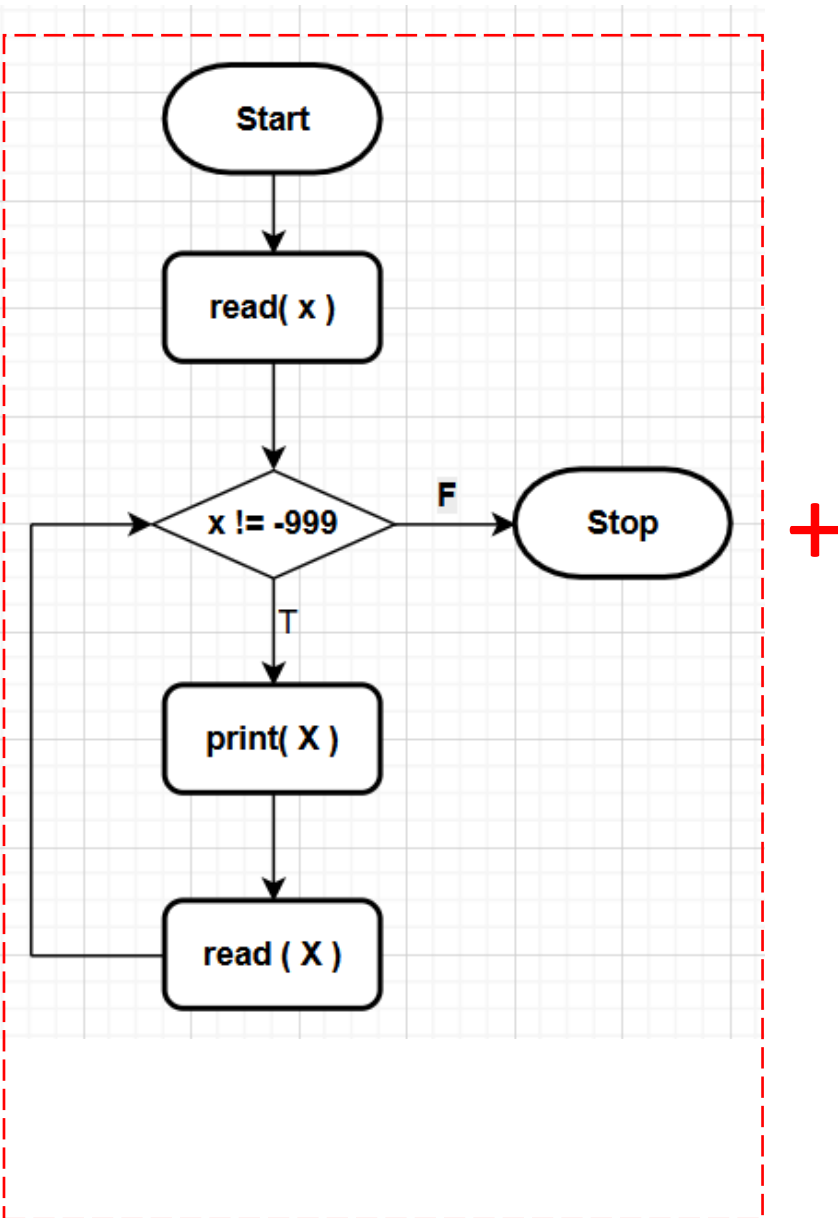 Start
read( x )
x != -999
F
Stop
T
print( X )
read ( X )
+